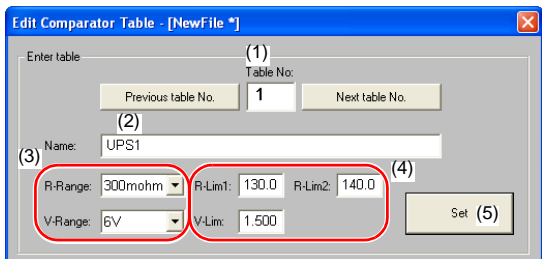 Edit Comparator Table - [NewFile *]
Enter table
(1)
Table No:
Previous table No.
1
Next table No.
(2)
Name:
UPS1
(3)
(4)
R-Range:
300mohm
R-Lim1:
130.0
R-Lim2:
140.0
V-Range:
6V
V-Lim:
1.500
Set
(5)